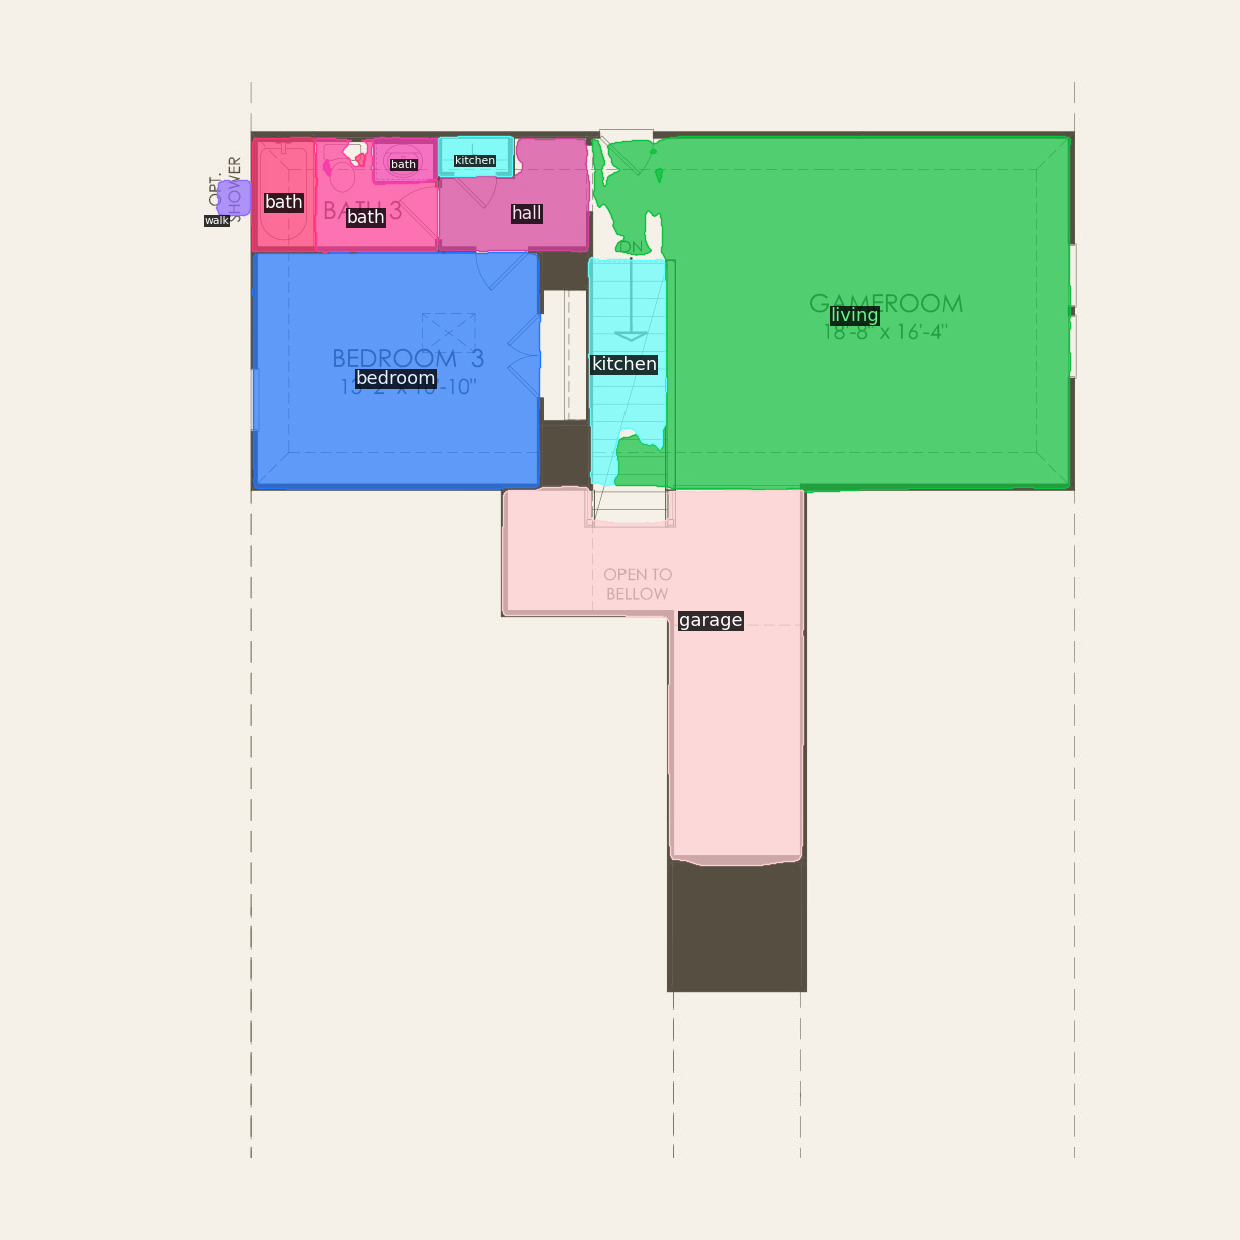 OPT.
SHOWER
walk
bath
BATH 3
bath
bath
kitchen
hall
DN
GAMEROOM
living
18'-8" x 16'-4"
kitchen
BEDROOM 3
bedroom
OPEN TO
BELLOW
garage